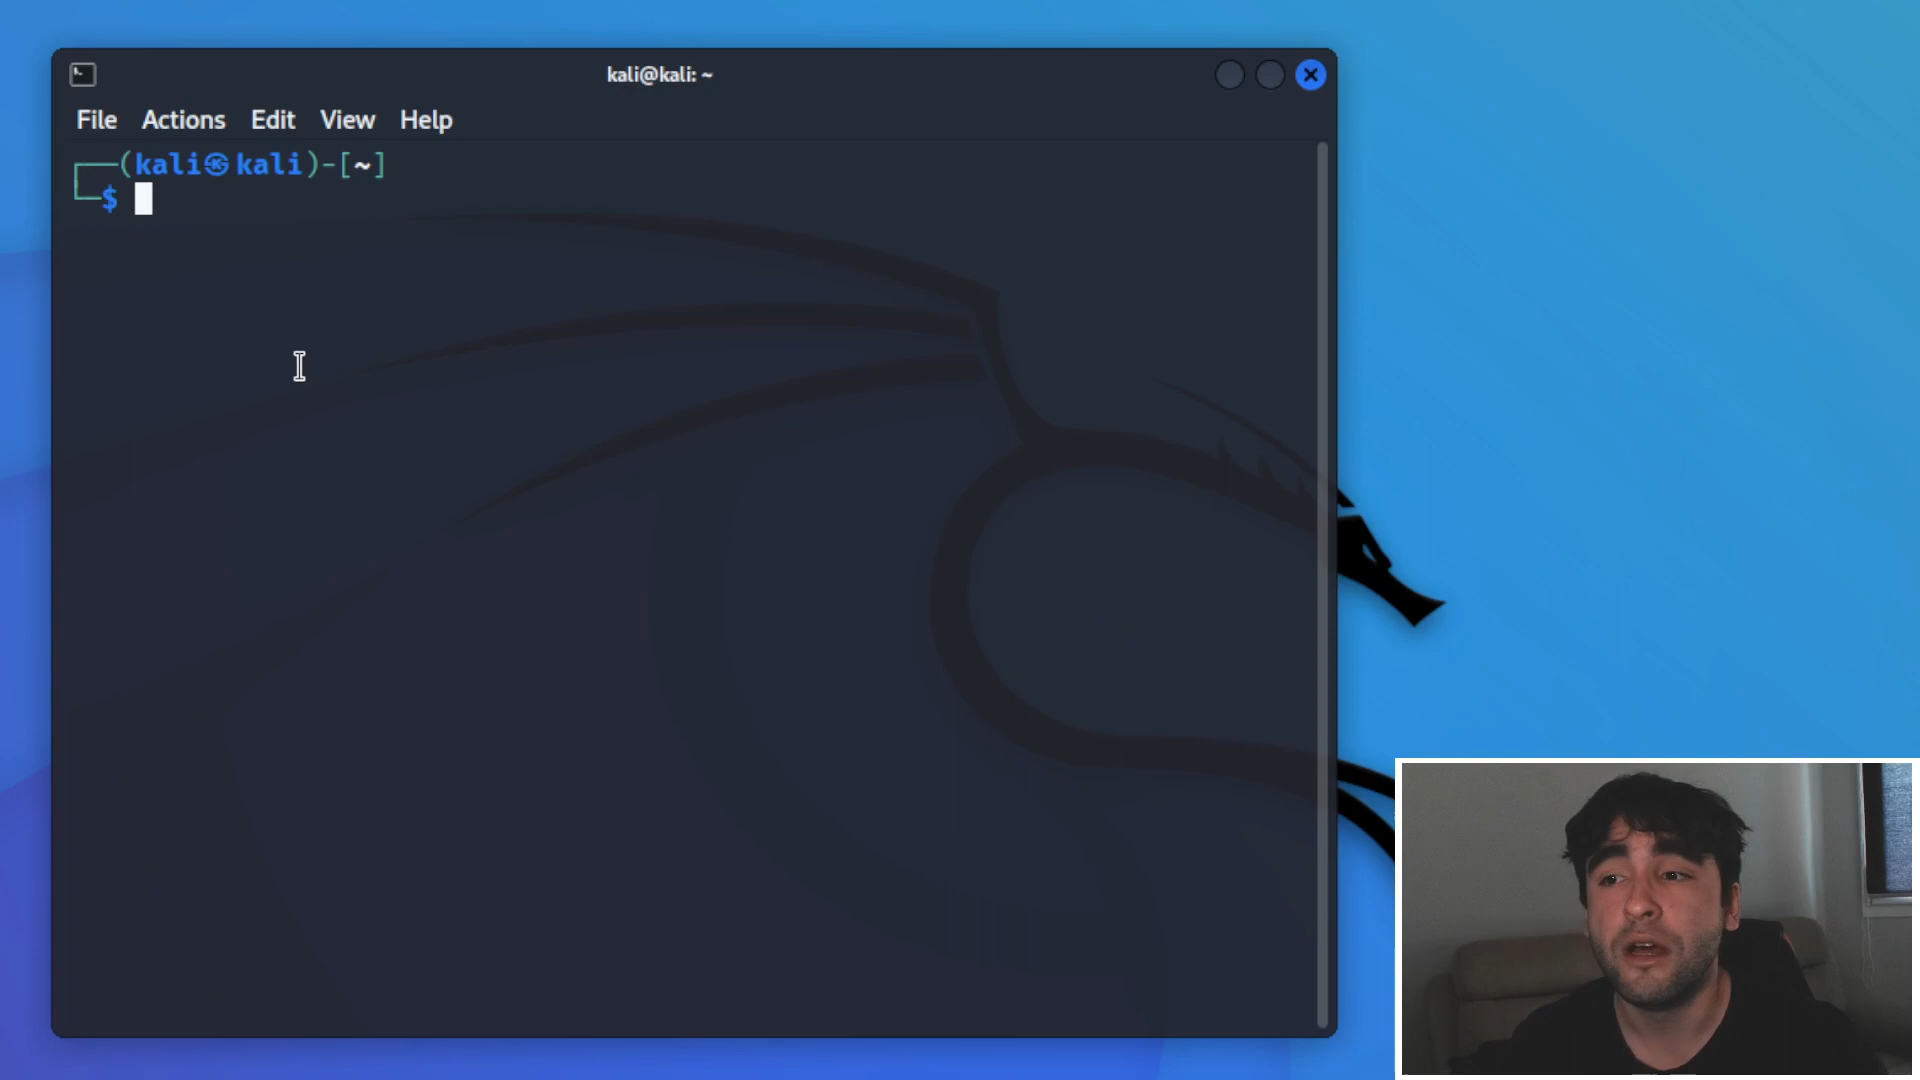 kali@kali: ~
File Actions Edit View Help
┌──(kali㉿kali)-[~]
└─$